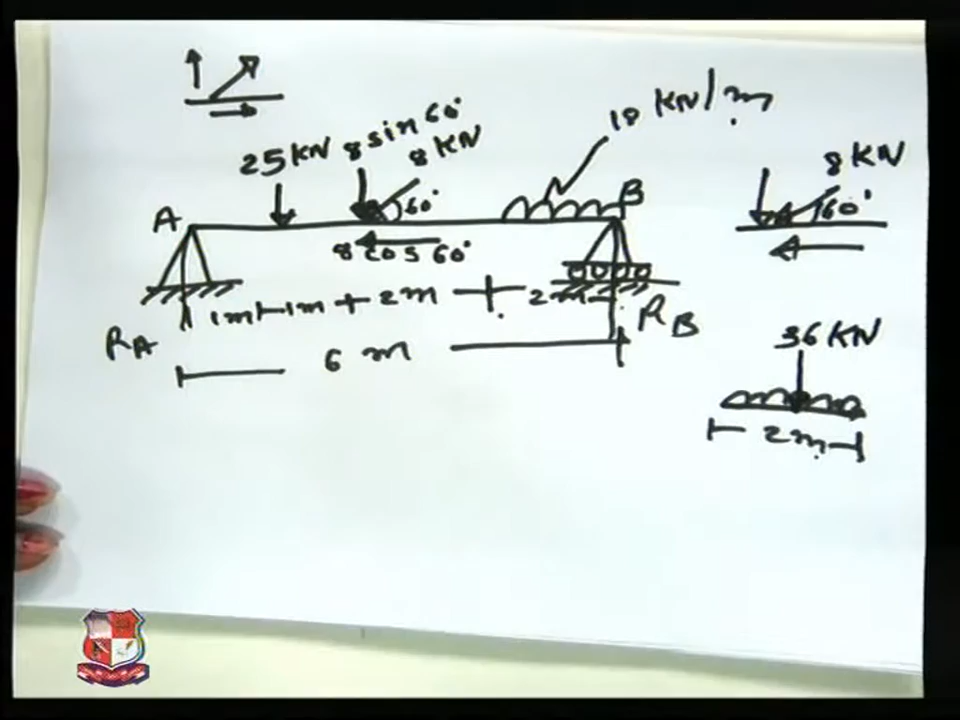 25 KN 8 sin 60° 8 KN 18 KN/m
A 60° B
8 cos 60°
1m 1m 2m 2m
RA RB
6 m
8 KN
60°
36 KN
2m